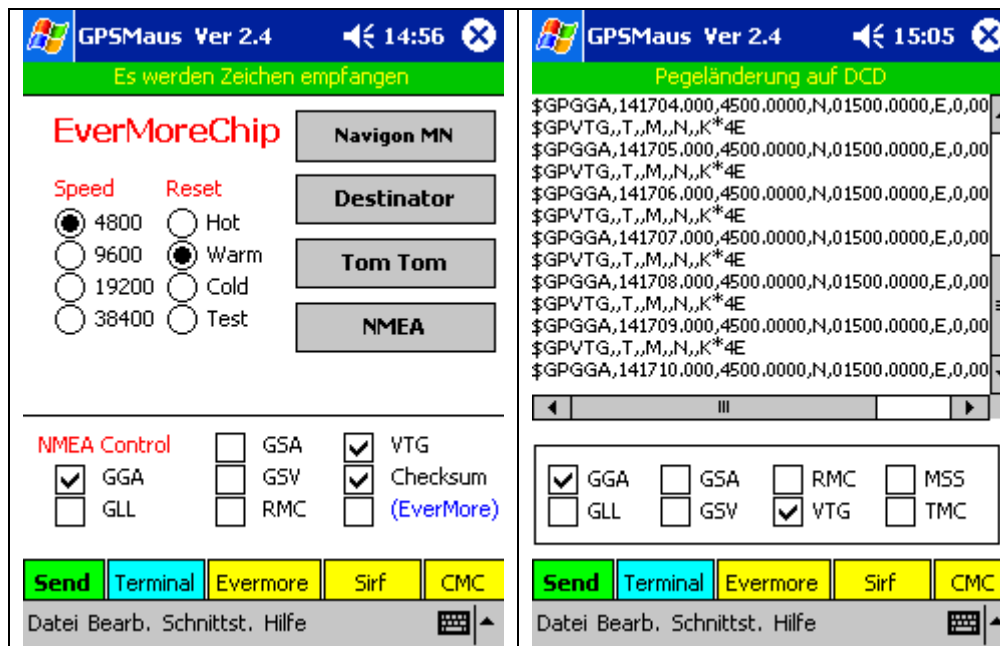 GPSMaus Ver 2.4 14:56
Es werden Zeichen empfangen
EverMoreChip
Navigon MN
Destinator
Tom Tom
NMEA
Speed Reset
4800 Hot
9600 Warm
19200 Cold
38400 Test
NMEA Control GSA VTG
GGA GSV Checksum
GLL RMC (EverMore)
Send Terminal Evermore Sirf CMC
Datei Bearb. Schnittst. Hilfe
GPSMaus Ver 2.4 15:05
Pegeländerung auf DCD
$GPGGA,141704.000,4500.0000,N,01500.0000,E,0,00
$GPVTG,,T,,M,,N,,K*4E
$GPGGA,141705.000,4500.0000,N,01500.0000,E,0,00
$GPVTG,,T,,M,,N,,K*4E
$GPGGA,141706.000,4500.0000,N,01500.0000,E,0,00
$GPVTG,,T,,M,,N,,K*4E
$GPGGA,141707.000,4500.0000,N,01500.0000,E,0,00
$GPVTG,,T,,M,,N,,K*4E
$GPGGA,141708.000,4500.0000,N,01500.0000,E,0,00
$GPVTG,,T,,M,,N,,K*4E
$GPGGA,141709.000,4500.0000,N,01500.0000,E,0,00
$GPVTG,,T,,M,,N,,K*4E
$GPGGA,141710.000,4500.0000,N,01500.0000,E,0,00
GGA GSA RMC MSS
GLL GSV VTG TMC
Send Terminal Evermore Sirf CMC
Datei Bearb. Schnittst. Hilfe